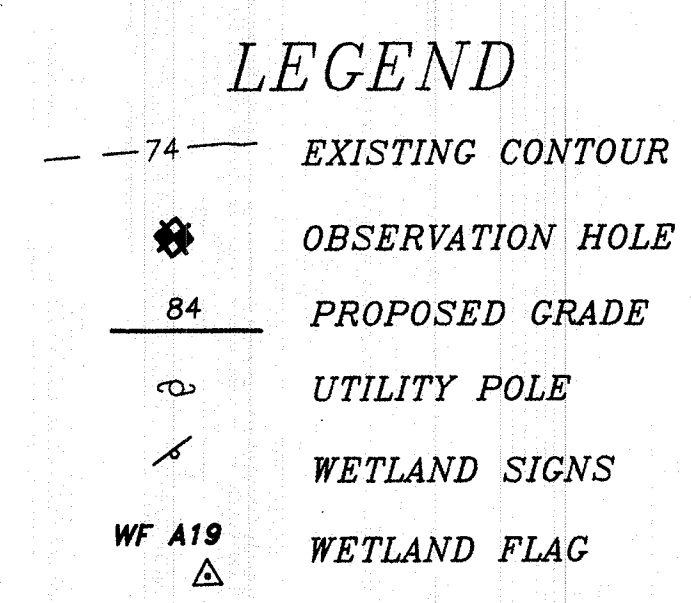 LEGEND
74 EXISTING CONTOUR
OBSERVATION HOLE
84 PROPOSED GRADE
UTILITY POLE
WETLAND SIGNS
WF A19 WETLAND FLAG